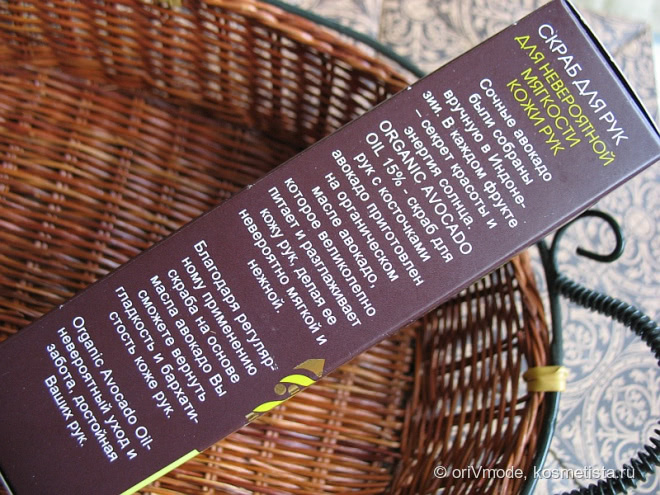 СКРАБ ДЛЯ РУК
ДЛЯ НЕВЕРОЯТНОЙ
МЯГКОСТИ
КОЖИ РУК
Сочные авокадо
были собраны
вручную в Индоне-
зии. В каждом фрукте
– секрет красоты и
энергия солнца.
ORGANIC AVOCADO
OIL 15% - скраб для
рук с косточками
авокадо приготовлен
на органическом
масле авокадо,
которое великолепно
питает и разглаживает
кожу рук, делая ее
невероятно мягкой и
нежной.
Благодаря регуляр-
ному применению
скраба на основе
масла авокадо Вы
сможете вернуть
гладкость и бархати-
стость коже рук.
Organic Avocado Oil-
невероятный уход и
забота, достойная
Ваших рук.
© oriVmode, kosmetista.ru